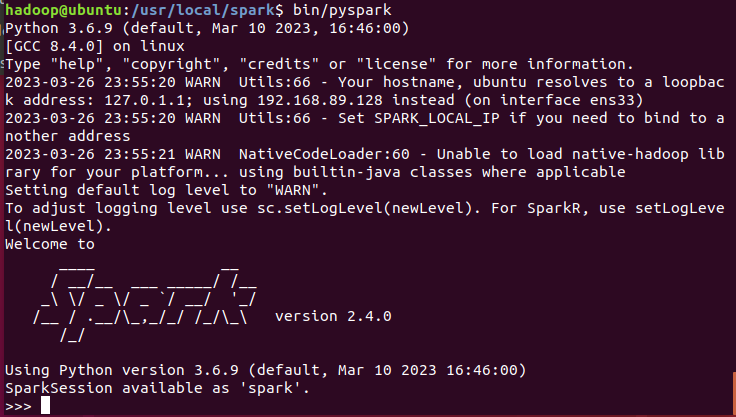 hadoop@ubuntu:/usr/local/spark$ bin/pyspark
Python 3.6.9 (default, Mar 10 2023, 16:46:00)
[GCC 8.4.0] on linux
Type "help", "copyright", "credits" or "license" for more information.
2023-03-26 23:55:20 WARN  Utils:66 - Your hostname, ubuntu resolves to a loopbac
k address: 127.0.1.1; using 192.168.89.128 instead (on interface ens33)
2023-03-26 23:55:20 WARN  Utils:66 - Set SPARK_LOCAL_IP if you need to bind to a
nother address
2023-03-26 23:55:21 WARN  NativeCodeLoader:60 - Unable to load native-hadoop lib
rary for your platform... using builtin-java classes where applicable
Setting default log level to "WARN".
To adjust logging level use sc.setLogLevel(newLevel). For SparkR, use setLogLeve
l(newLevel).
Welcome to
      ____              __
     / __/__  ___ _____/ /__
    _\ \/ _ \/ _ `/ __/  '_/
   /__ / .__/\_,_/_/ /_/\_\   version 2.4.0
      /_/
Using Python version 3.6.9 (default, Mar 10 2023 16:46:00)
SparkSession available as 'spark'.
>>>